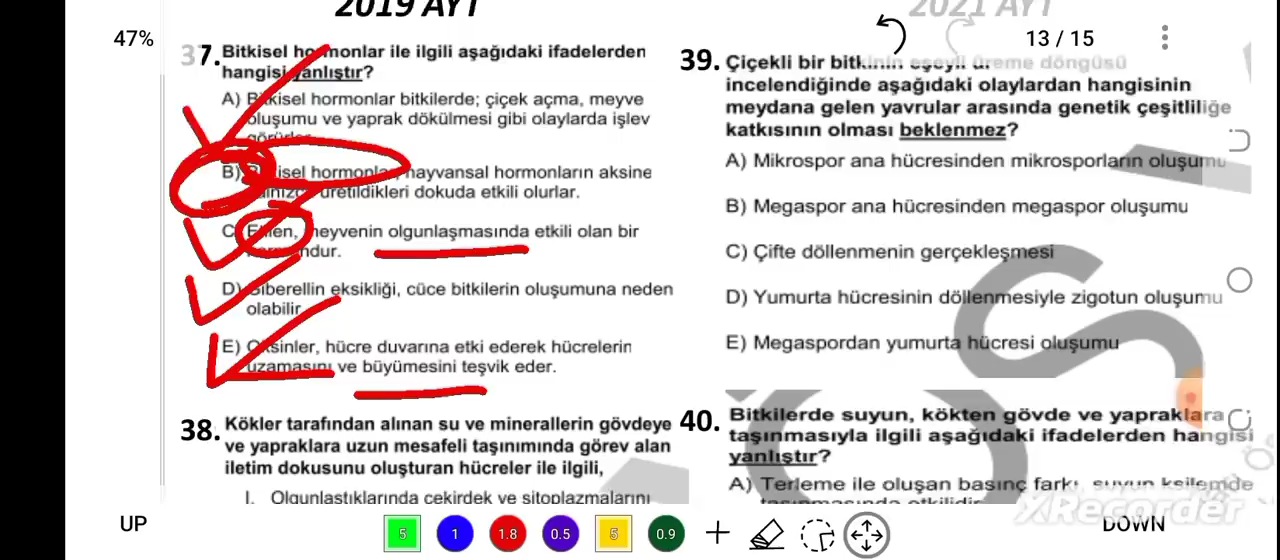 2019 AYT
2021 AYT
47%
13 / 15
37. Bitkisel hormonlar ile ilgili aşağıdaki ifadelerden
hangisi yanlıştır?
A) Bitkisel hormonlar bitkilerde; çiçek açma, meyve
oluşumu ve yaprak dökülmesi gibi olaylarda işlev
görürler.
B) Bitkisel hormonlar, hayvansal hormonların aksine
üretildikleri dokuda etkili olurlar.
C) Etilen, meyvenin olgunlaşmasında etkili olan bir
D) Giberellin eksikliği, cüce bitkilerin oluşumuna neden
olabilir.
E) Oksinler, hücre duvarına etki ederek hücrelerin
uzamasını ve büyümesini teşvik eder.
38. Kökler tarafından alınan su ve minerallerin gövdeye
ve yapraklara uzun mesafeli taşınımında görev alan
iletim dokusunu oluşturan hücreler ile ilgili,
I. Olgunlaştıklarında çekirdek ve sitoplazmalarını
39. Çiçekli bir bitkinin eşeyli üreme döngüsü
incelendiğinde aşağıdaki olaylardan hangisinin
meydana gelen yavrular arasında genetik çeşitliliğe
katkısının olması beklenmez?
A) Mikrospor ana hücresinden mikrosporların oluşumu
B) Megaspor ana hücresinden megaspor oluşumu
C) Çifte döllenmenin gerçekleşmesi
D) Yumurta hücresinin döllenmesiyle zigotun oluşumu
E) Megaspordan yumurta hücresi oluşumu
40. Bitkilerde suyun, kökten gövde ve yapraklara
taşınmasıyla ilgili aşağıdaki ifadelerden hangisi
yanlıştır?
A) Terleme ile oluşan basınç farkı, suyun ksilemde
taşınmasında etkilidir
XRecorder
UP
5
1
1.8
0.5
5
0.9
DOWN